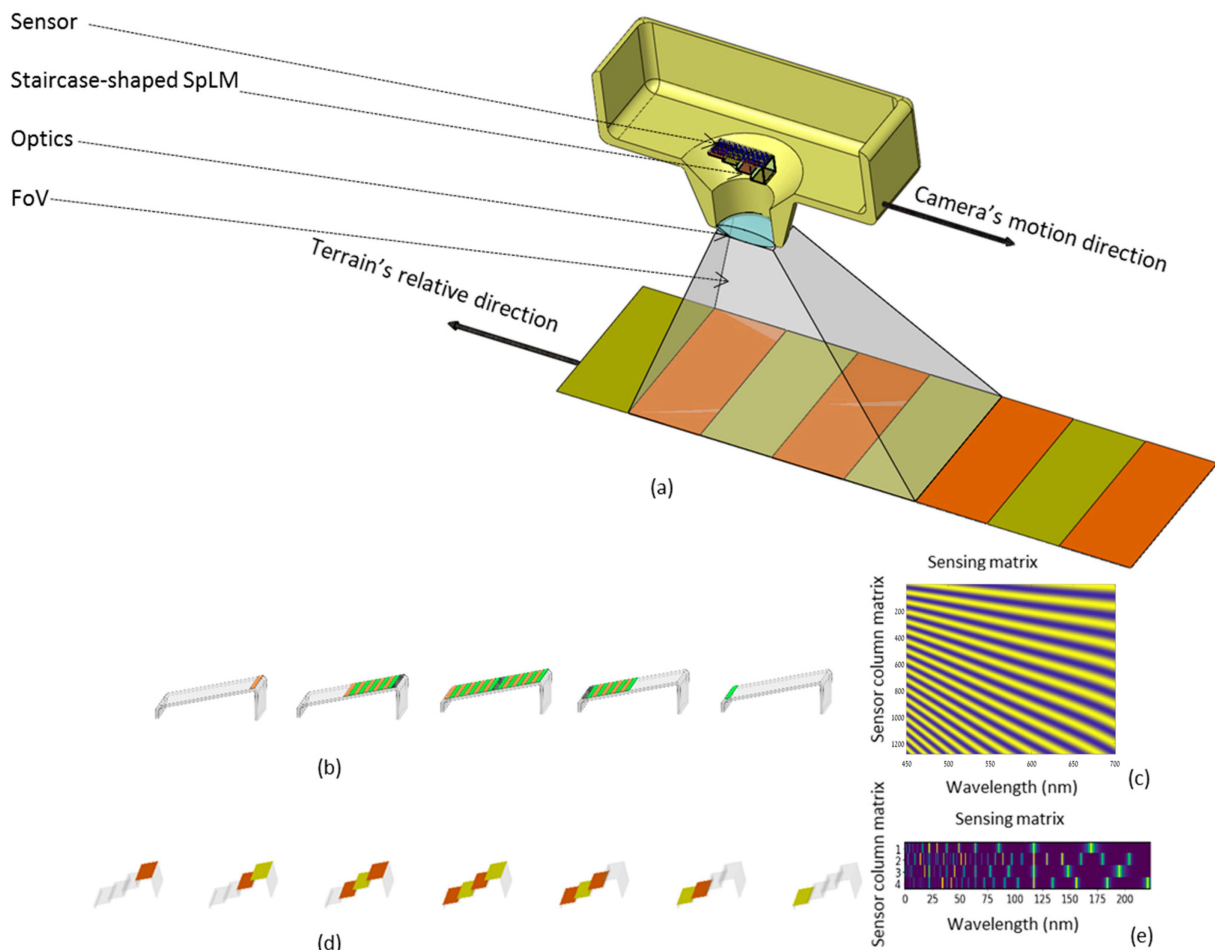 Sensor
Staircase-shaped SpLM
Optics
FoV
Camera's motion direction
Terrain's relative direction
(a)
Sensing matrix
Sensor column matrix
200
400
600
800
1000
1200
450 500 550 600 650 700
Wavelength (nm)
(b)
(c)
Sensing matrix
Sensor column matrix
1
2
3
4
0 25 50 75 100 125 150 175 200
Wavelength (nm)
(d)
(e)